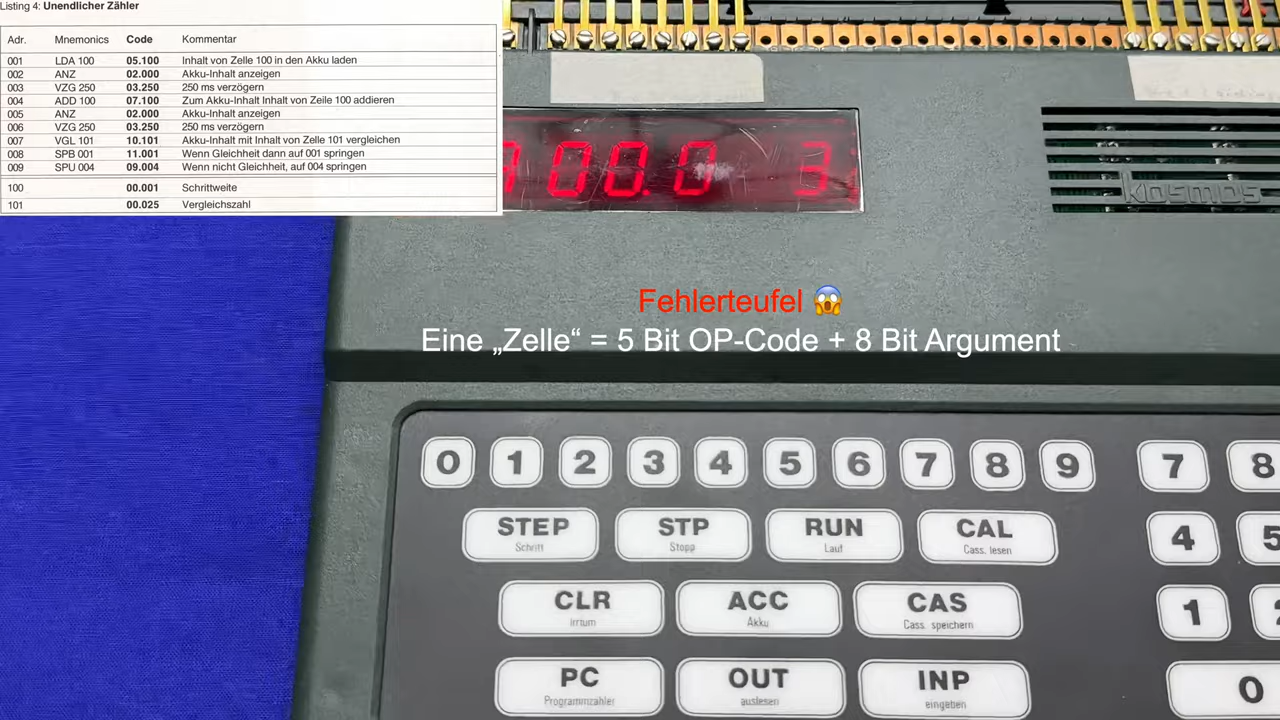 Listing 4: Unendlicher Zähler
Adr. Mnemonics Code Kommentar
001 LDA 100 05.100 Inhalt von Zelle 100 in den Akku laden
002 ANZ 02.000 Akku-Inhalt anzeigen
003 VZG 250 03.250 250 ms verzögern
004 ADD 100 07.100 Zum Akku-Inhalt Inhalt von Zeile 100 addieren
005 ANZ 02.000 Akku-Inhalt anzeigen
006 VZG 250 03.250 250 ms verzögern
007 VGL 101 10.101 Akku-Inhalt mit Inhalt von Zelle 101 vergleichen
008 SPB 001 11.001 Wenn Gleichheit dann auf 001 springen
009 SPU 004 09.004 Wenn nicht Gleichheit, auf 004 springen
100 00.001 Schrittweite
101 00.025 Vergleichszahl
00.0 3
kosmos
Fehlerteufel 😱
Eine „Zelle“ = 5 Bit OP-Code + 8 Bit Argument
0 1 2 3 4 5 6 7 8 9 7 8
STEP STP RUN CAL 4 5
Schritt Stopp Lauf Cass. lesen
CLR ACC CAS 1 2
Irrtum Akku Cass. speichern
PC OUT INP 0
Programmzähler auslesen eingeben